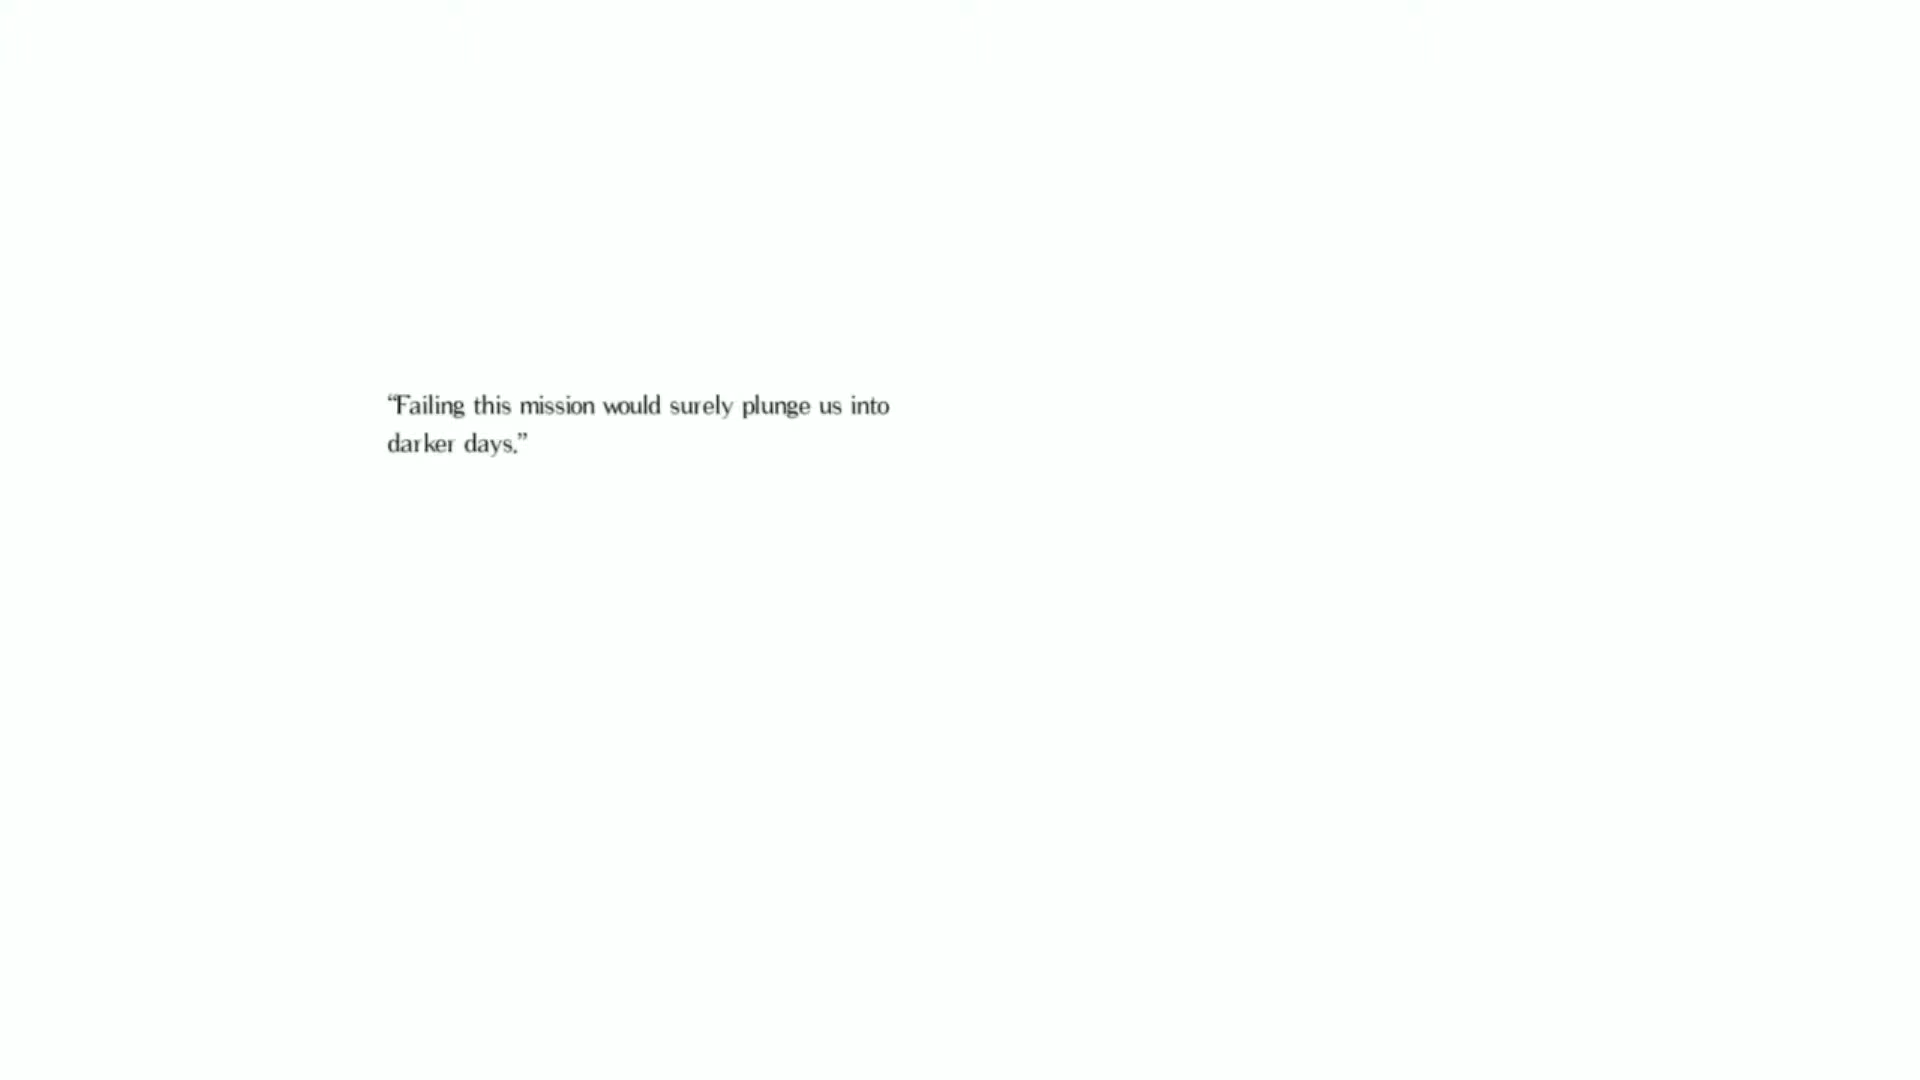 “Failing this mission would surely plunge us into
darker days.”